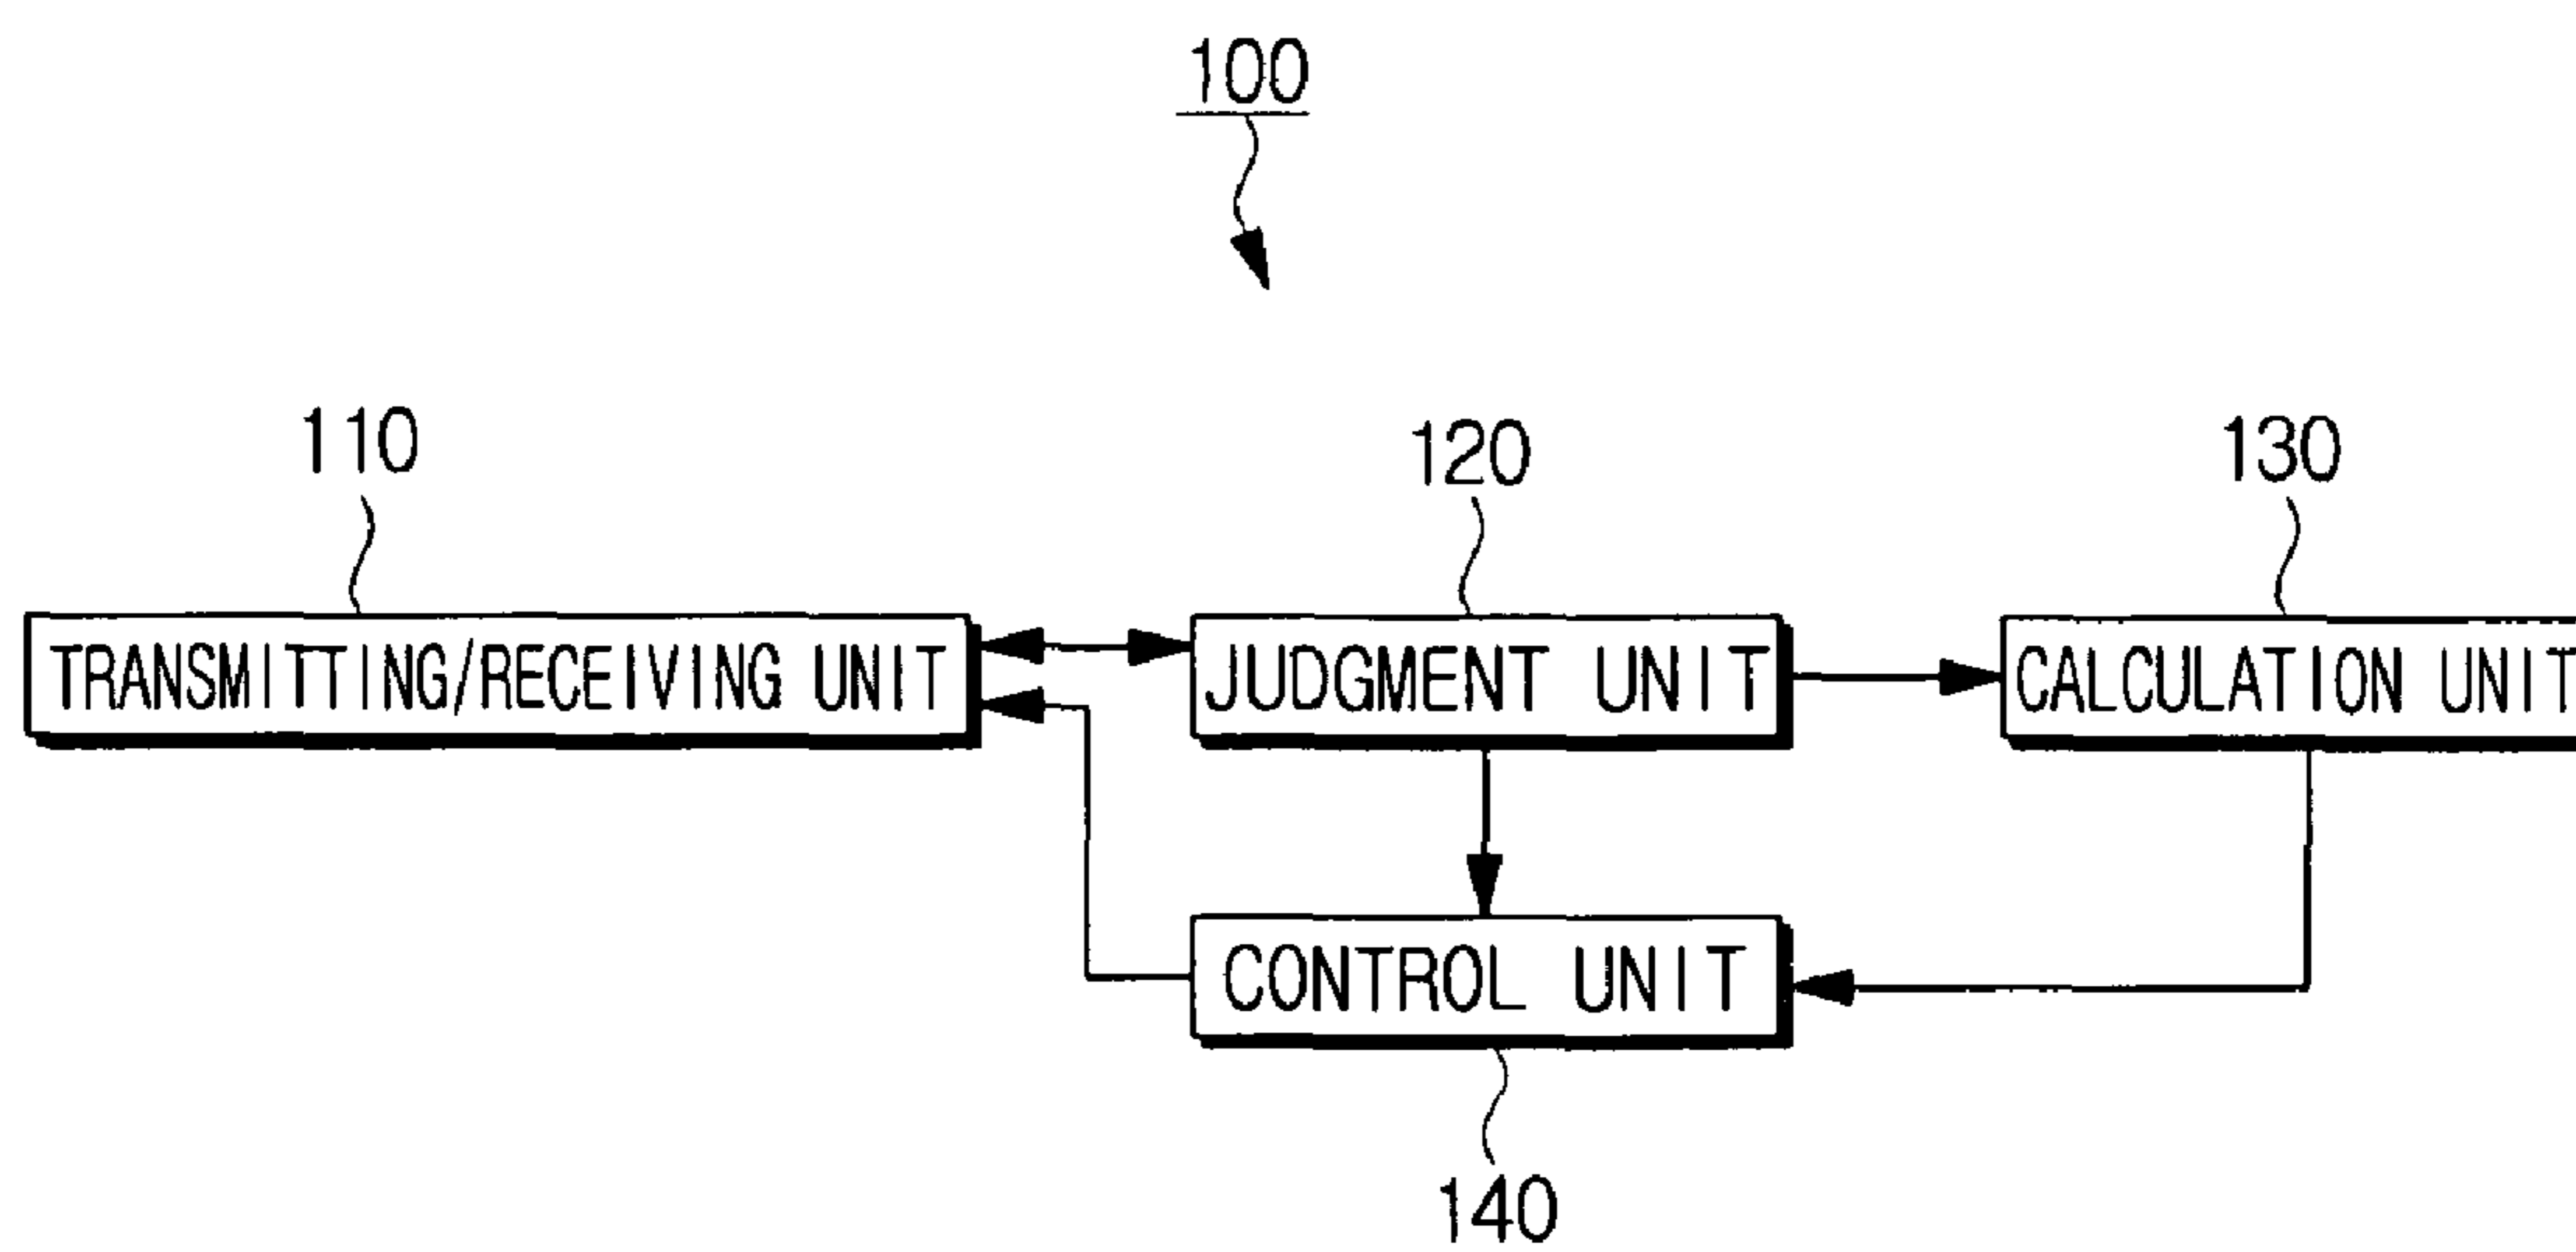 100
110
120
130
TRANSMITTING/RECEIVING UNIT
JUDGMENT UNIT
CALCULATION UNIT
CONTROL UNIT
140